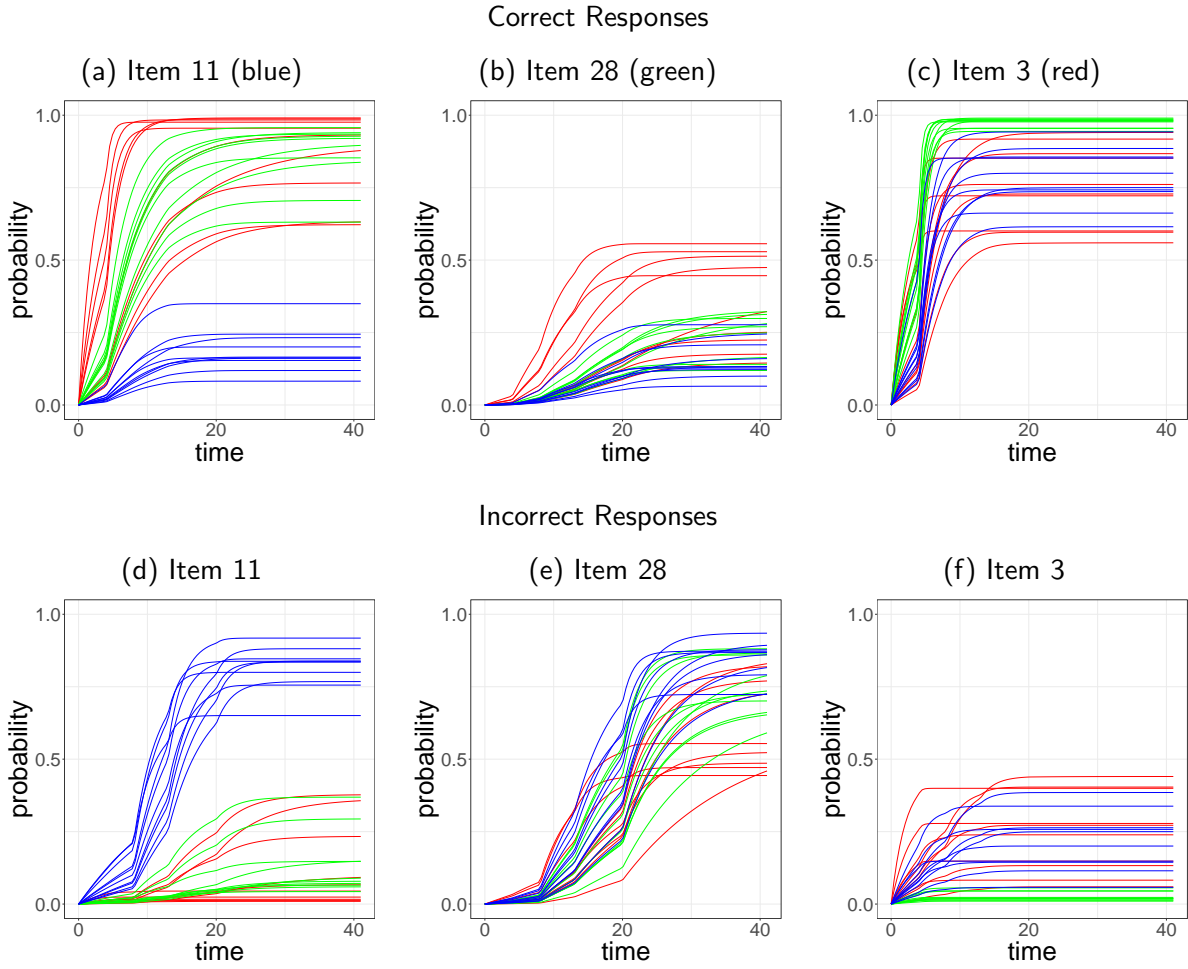 Correct Responses
(a) Item 11 (blue)
(b) Item 28 (green)
(c) Item 3 (red)
1.0
0.5
0.0
probability
0
20
40
time
1.0
0.5
0.0
probability
0
20
40
time
1.0
0.5
0.0
probability
0
20
40
time
Incorrect Responses
(d) Item 11
(e) Item 28
(f) Item 3
1.0
0.5
0.0
probability
0
20
40
time
1.0
0.5
0.0
probability
0
20
40
time
1.0
0.5
0.0
probability
0
20
40
time